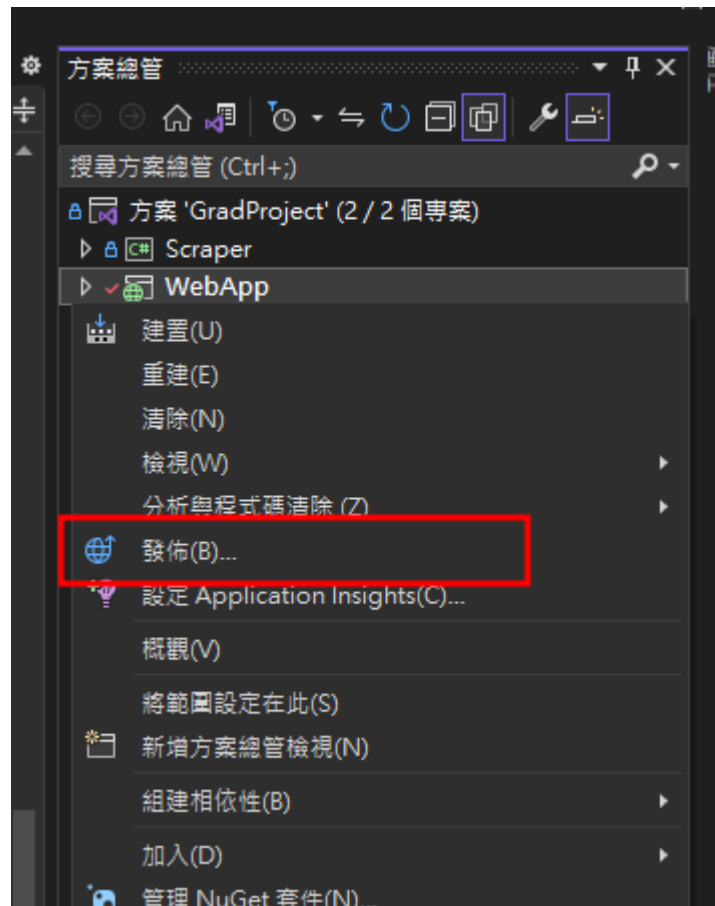 方案總管
搜尋方案總管 (Ctrl+;)
方案 'GradProject' (2 / 2 個專案)
C# Scraper
WebApp
建置(U)
重建(E)
清除(N)
檢視(W)
分析與程式碼清除 (Z)
發佈(B)...
設定 Application Insights(C)...
概觀(V)
將範圍設定在此(S)
新增方案總管檢視(N)
組建相依性(B)
加入(D)
管理 NuGet 套件(N)...